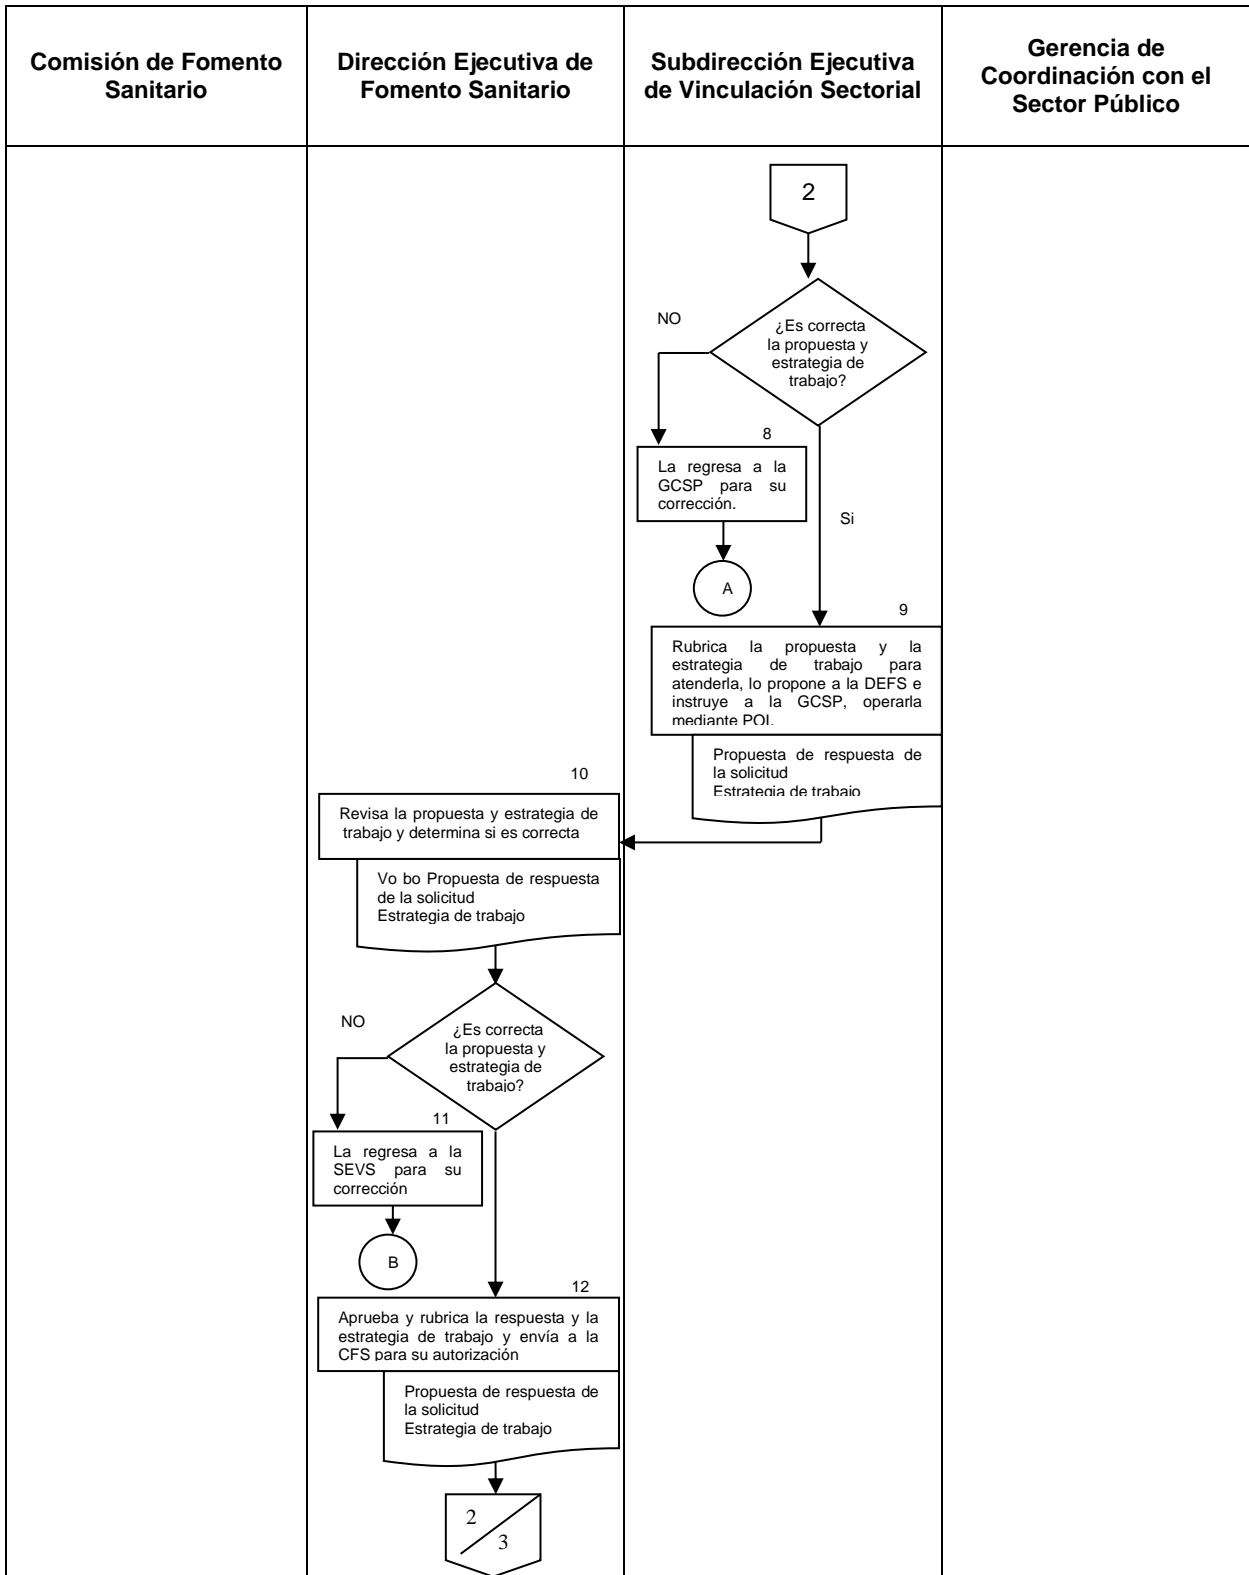 Comisión de Fomento
Sanitario
Dirección Ejecutiva de
Fomento Sanitario
Subdirección Ejecutiva
de Vinculación Sectorial
Gerencia de
Coordinación con el
Sector Público
2
¿Es correcta
la propuesta y
estrategia de
trabajo?
NO
8
La regresa a la
GCSP para su
corrección.
Si
A
9
Rubrica la propuesta y la
estrategia de trabajo para
atenderla, lo propone a la DEFS e
instruye a la GCSP, operarla
mediante POI.
Propuesta de respuesta de
la solicitud
Estrategia de trabajo
10
Revisa la propuesta y estrategia de
trabajo y determina si es correcta
Vo bo Propuesta de respuesta
de la solicitud
Estrategia de trabajo
NO
¿Es correcta
la propuesta y
estrategia de
trabajo?
11
La regresa a la
SEVS para su
corrección
B
12
Aprueba y rubrica la respuesta y la
estrategia de trabajo y envía a la
CFS para su autorización
Propuesta de respuesta de
la solicitud
Estrategia de trabajo
2
3